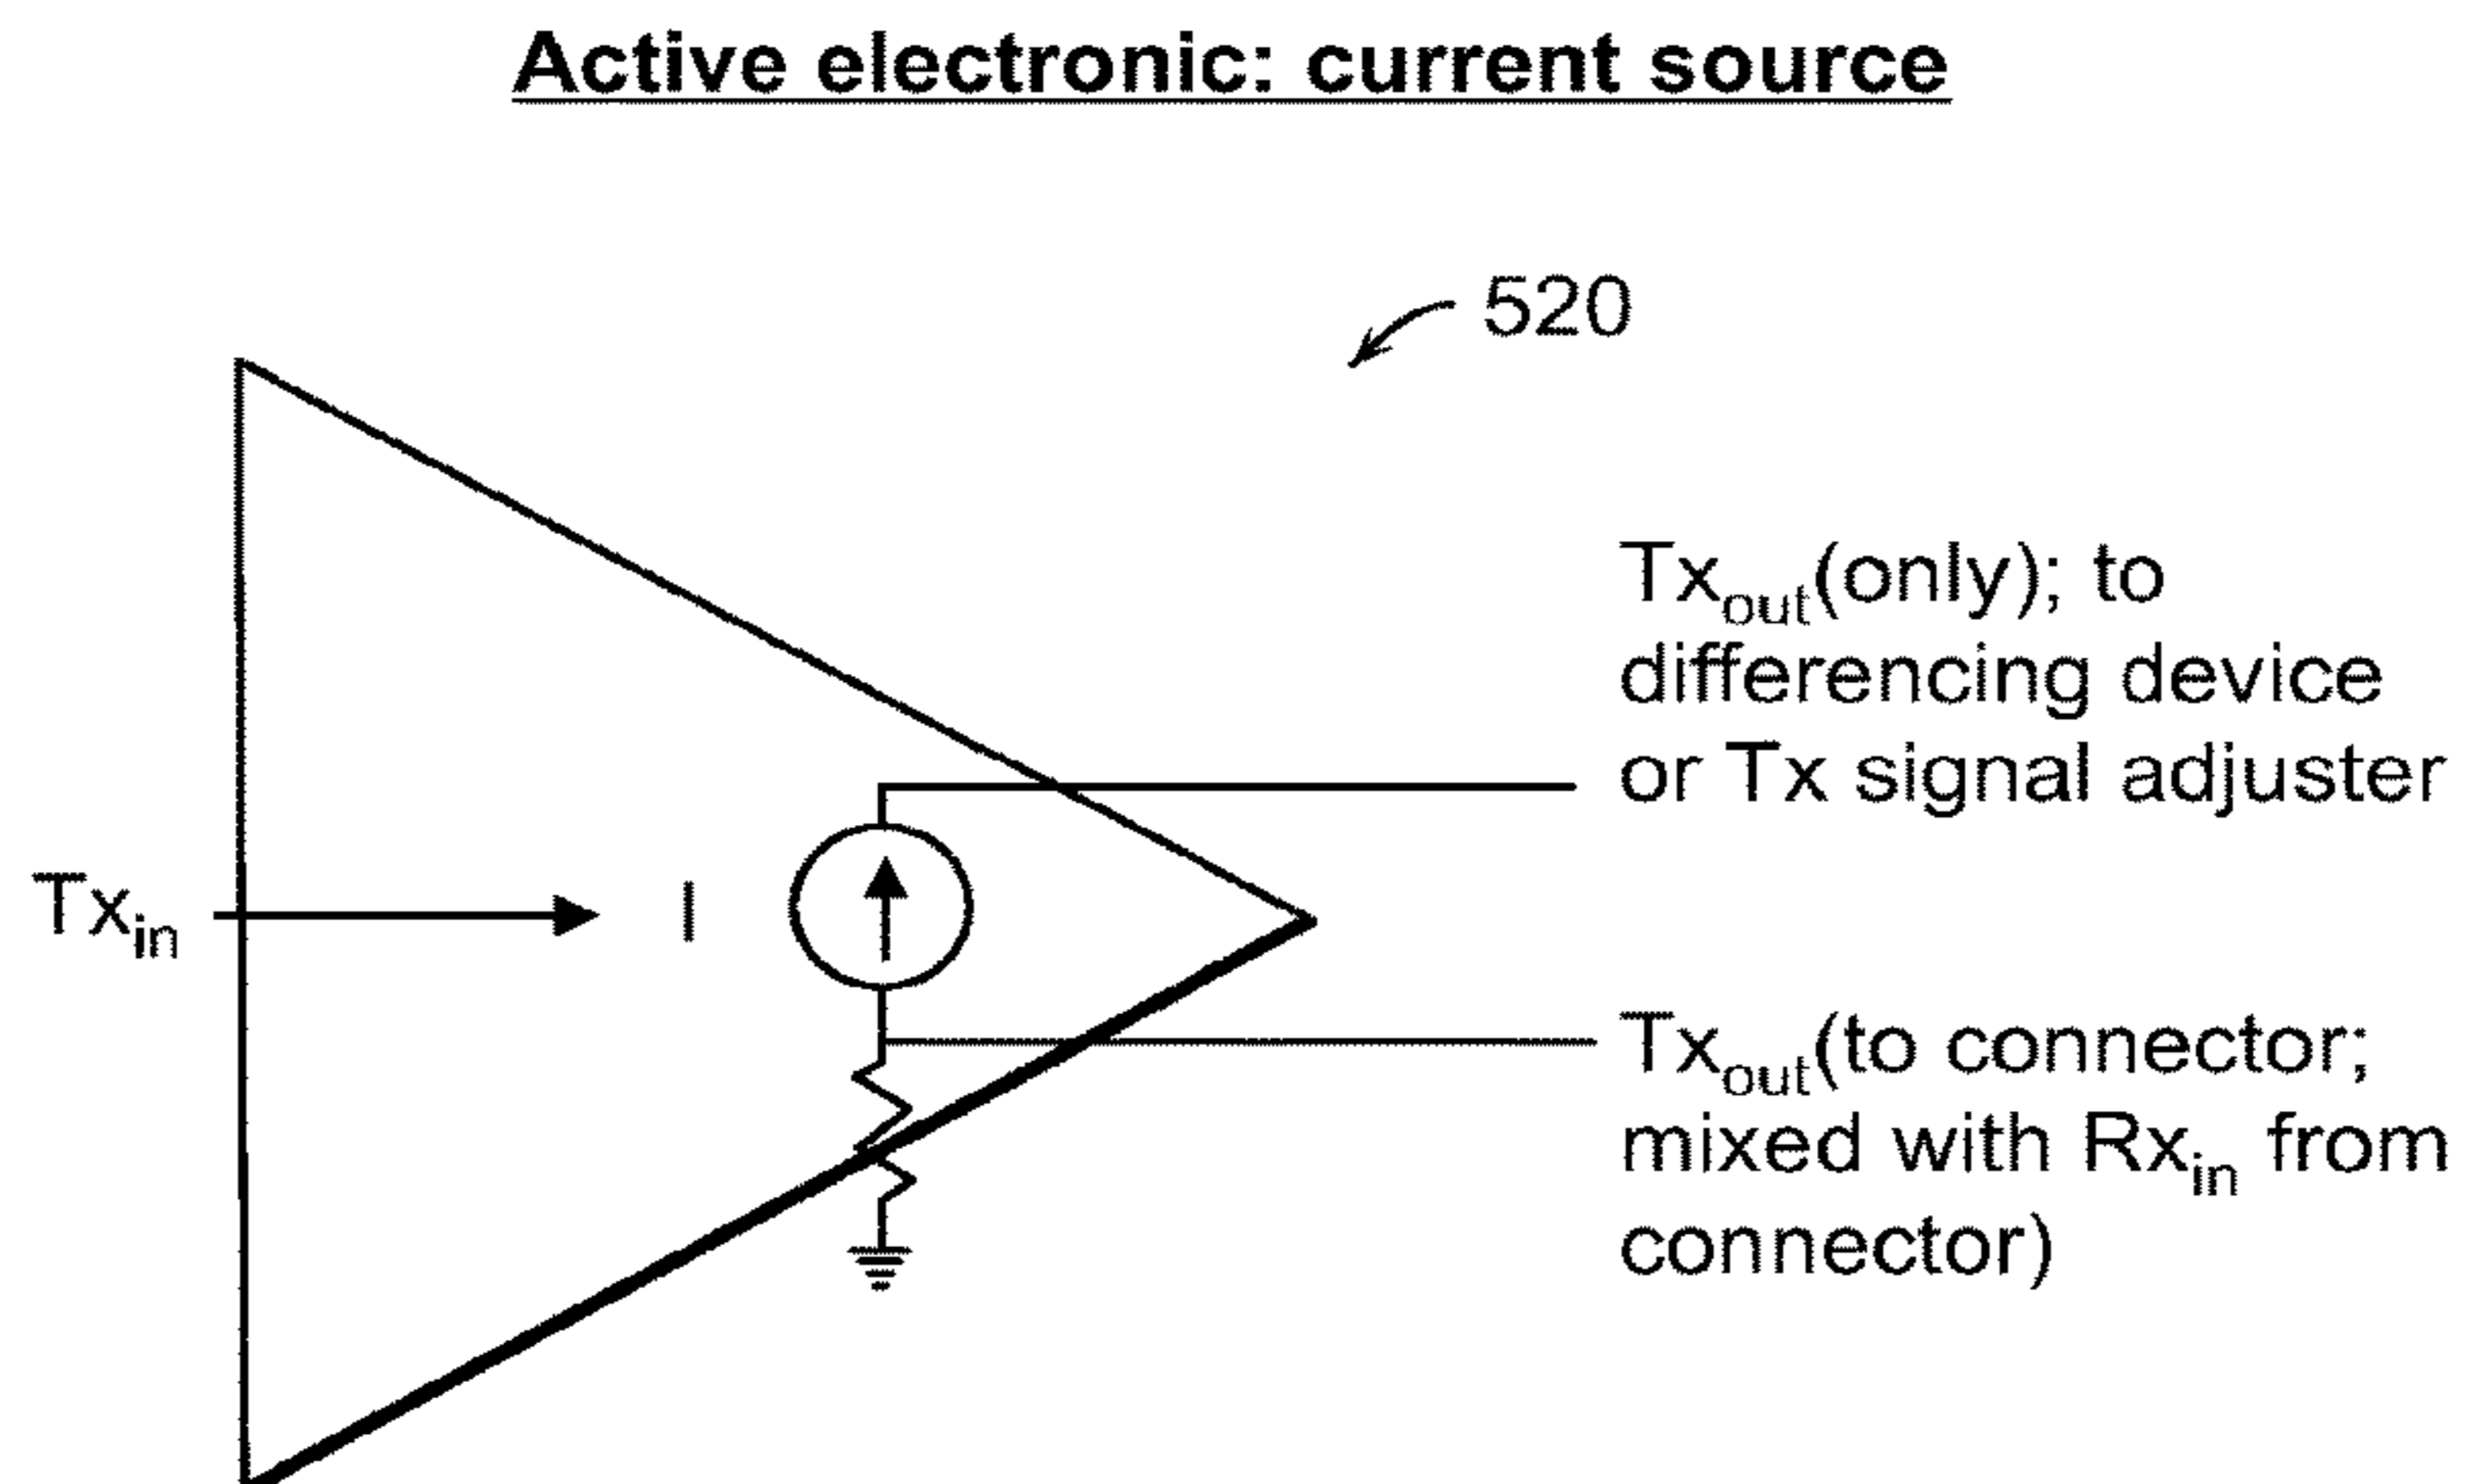 Active electronic: current source
520
Tx_out(only); to
differencing device
or Tx signal adjuster
Tx_in
I
Tx_out(to connector;
mixed with Rx_in from
connector)